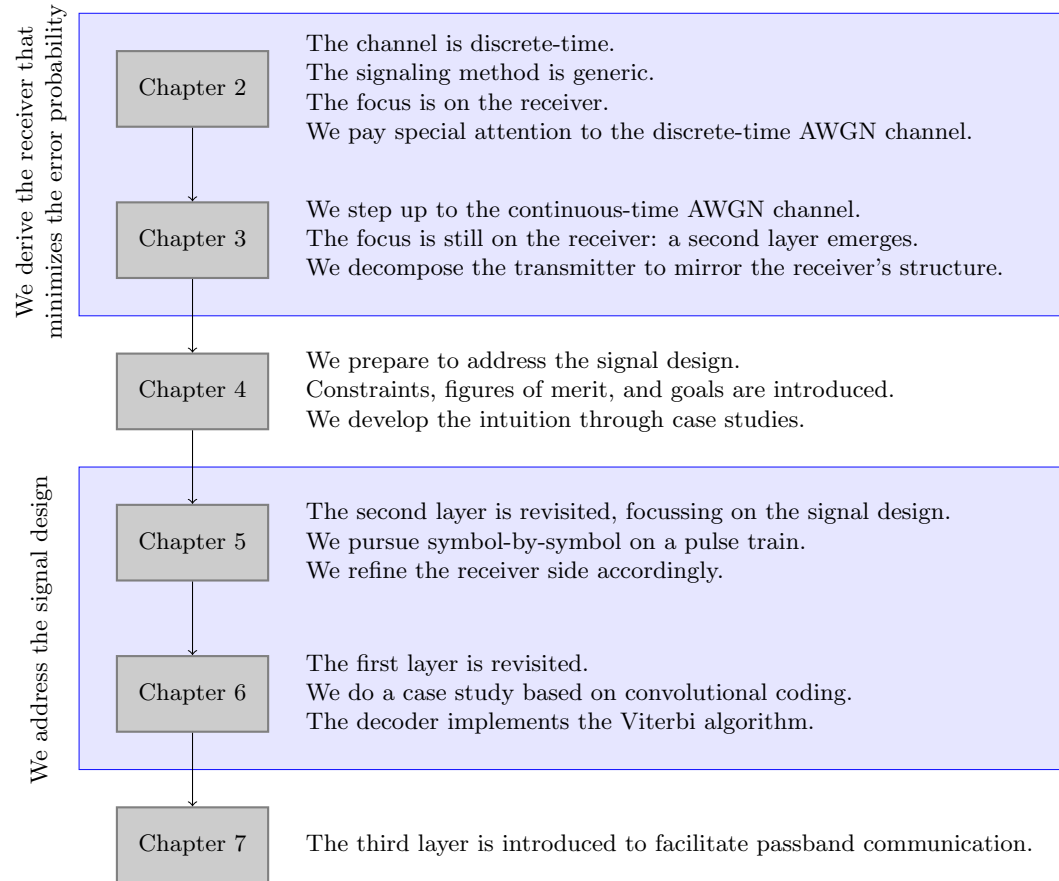 We derive the receiver that
minimizes the error probability
Chapter 2
The channel is discrete-time.
The signaling method is generic.
The focus is on the receiver.
We pay special attention to the discrete-time AWGN channel.
Chapter 3
We step up to the continuous-time AWGN channel.
The focus is still on the receiver: a second layer emerges.
We decompose the transmitter to mirror the receiver's structure.
Chapter 4
We prepare to address the signal design.
Constraints, figures of merit, and goals are introduced.
We develop the intuition through case studies.
We address the signal design
Chapter 5
The second layer is revisited, focussing on the signal design.
We pursue symbol-by-symbol on a pulse train.
We refine the receiver side accordingly.
Chapter 6
The first layer is revisited.
We do a case study based on convolutional coding.
The decoder implements the Viterbi algorithm.
Chapter 7
The third layer is introduced to facilitate passband communication.